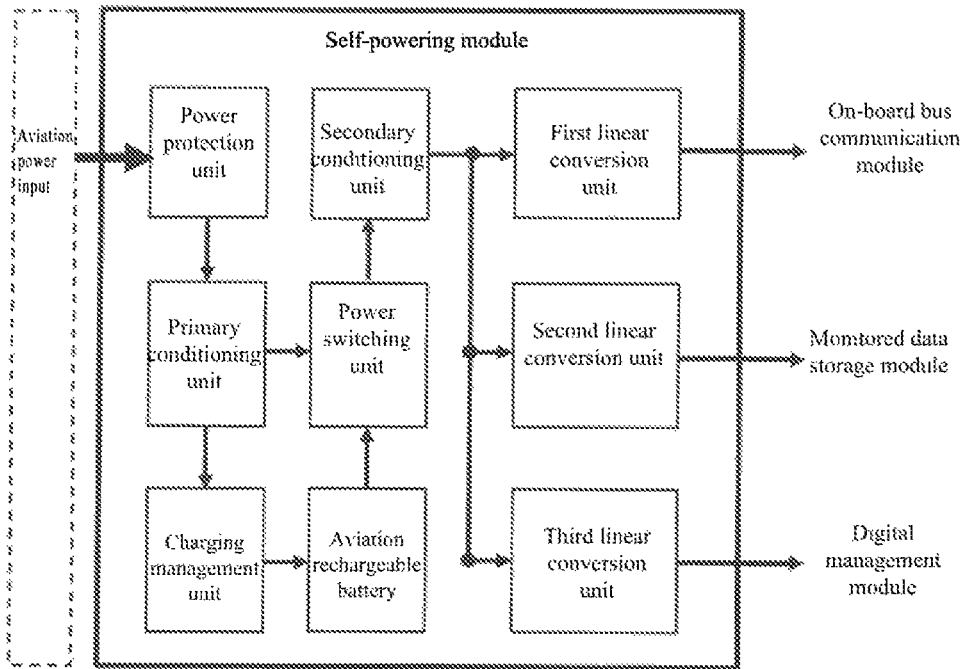 Self-powering module
Aviation
power
input
Power
protection
unit
Secondary
conditioning
unit
First linear
conversion
unit
On-board bus
communication
module
Primary
conditioning
unit
Power
switching
unit
Second linear
conversion unit
Momtored data
storage module
Charging
management
unit
Aviation
rechargeable
battery
Third linear
conversion
unit
Digital
management
module